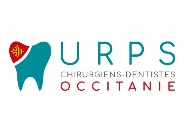 URPS
CHIRURGIENS-DENTISTES
OCCITANIE